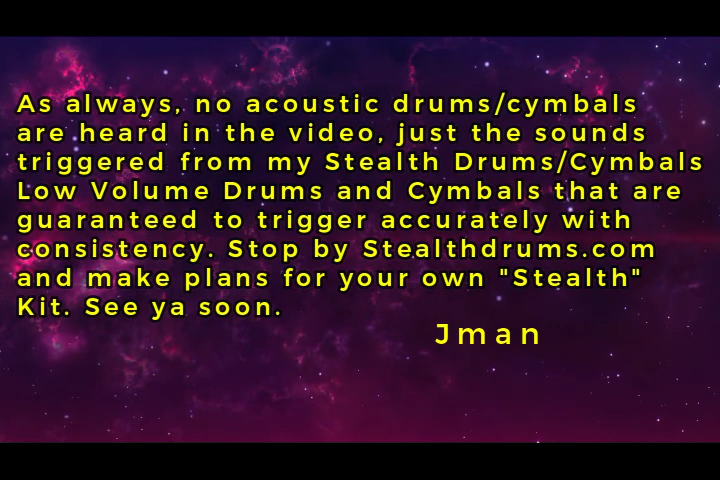 As always, no acoustic drums/cymbals
are heard in the video, just the sounds
triggered from my Stealth Drums/Cymbals
Low Volume Drums and Cymbals that are
guaranteed to trigger accurately with
consistency. Stop by Stealthdrums.com
and make plans for your own "Stealth"
Kit. See ya soon.
Jman